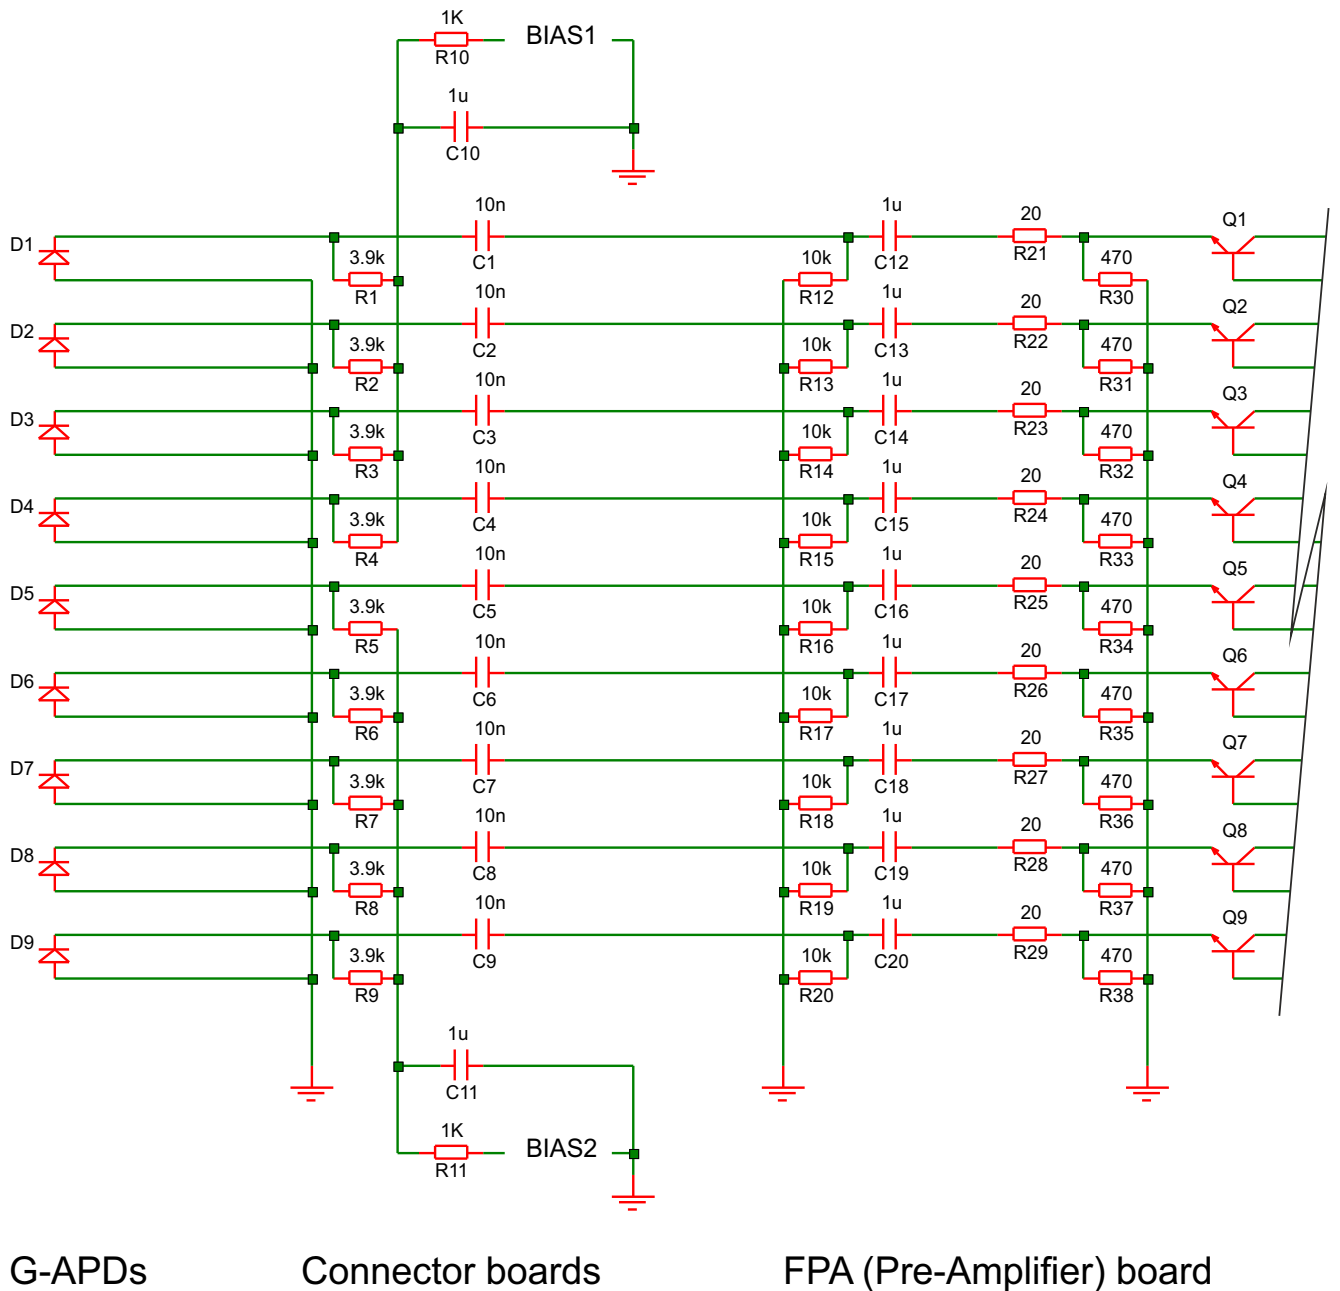 1K
BIAS1
R10
1u
C10
10n 1u 20 Q1
D1
3.9k C1 10k C12 R21 470
R1 10n R12 1u R30
20 Q2
D2
3.9k C2 10k C13 R22 470
R2 10n R13 1u R31
20 Q3
D3
3.9k C3 10k C14 R23 470
R3 10n R14 1u R32
20 Q4
D4
3.9k C4 10k C15 R24 470
R4 10n R15 1u R33
20 Q5
D5
3.9k C5 10k C16 R25 470
R5 10n R16 1u R34
20 Q6
D6
3.9k C6 10k C17 R26 470
R6 10n R17 1u R35
20 Q7
D7
3.9k C7 10k C18 R27 470
R7 10n R18 1u R36
20 Q8
D8
3.9k C8 10k C19 R28 470
R8 10n R19 1u R37
20 Q9
D9
3.9k C9 10k C20 R29 470
R9 R20 R38
1u
C11
1K
BIAS2
R11
G-APDs Connector boards FPA (Pre-Amplifier) board